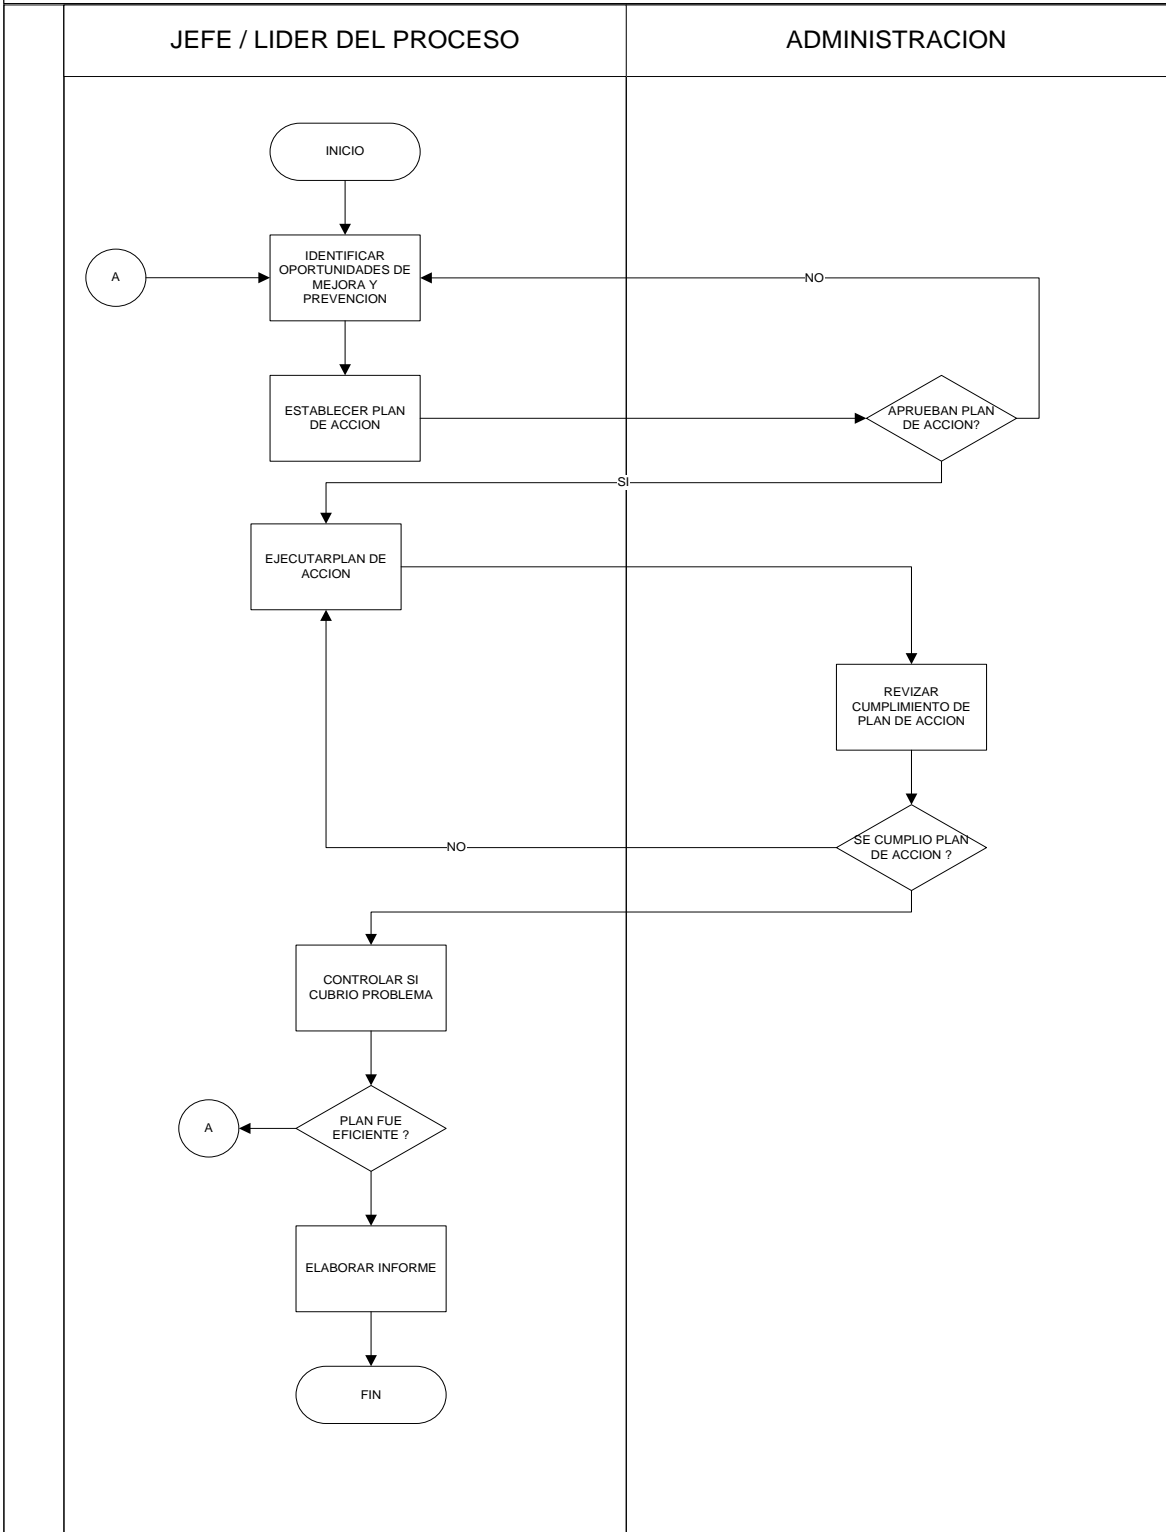 JEFE / LIDER DEL PROCESO
ADMINISTRACION
INICIO
IDENTIFICAR
OPORTUNIDADES DE
MEJORA Y
PREVENCION
A
NO
ESTABLECER PLAN
DE ACCION
APRUEBAN PLAN
DE ACCION?
SI
EJECUTARPLAN DE
ACCION
REVIZAR
CUMPLIMIENTO DE
PLAN DE ACCION
SE CUMPLIO PLAN
DE ACCION ?
NO
CONTROLAR SI
CUBRIO PROBLEMA
PLAN FUE
EFICIENTE ?
A
ELABORAR INFORME
FIN